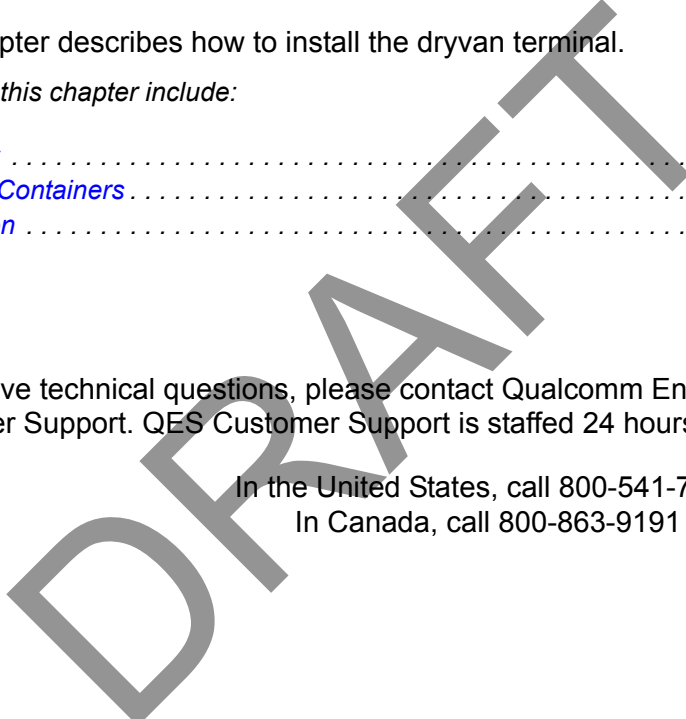 pter describes how to install the dryvan terminal.
this chapter include:
. . . . . . . . . . . . . . . . . . . . . . . . . . . . . . . . . . . . . . . . . . . . . .
Containers . . . . . . . . . . . . . . . . . . . . . . . . . . . . . . . . . . . . . .
n . . . . . . . . . . . . . . . . . . . . . . . . . . . . . . . . . . . . . . . . . . . . .
ve technical questions, please contact Qualcomm En
er Support. QES Customer Support is staffed 24 hours
In the United States, call 800-541-7
In Canada, call 800-863-9191
DRAFT